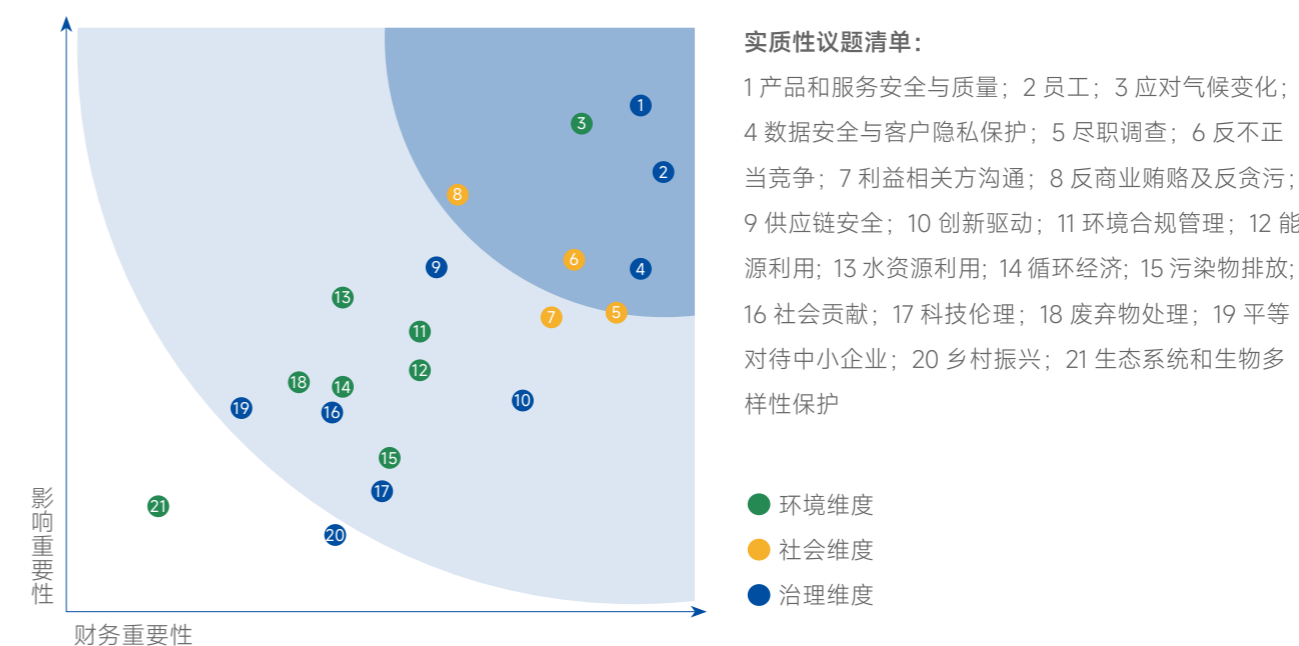 实质性议题清单：
1 产品和服务安全与质量；2 员工；3 应对气候变化；
4 数据安全与客户隐私保护；5 尽职调查；6 反不正
当竞争；7 利益相关方沟通；8 反商业贿赂及反贪污；
9 供应链安全；10 创新驱动；11 环境合规管理；12 能
源利用；13 水资源利用；14 循环经济；15 污染物排放；
16 社会贡献；17 科技伦理；18 废弃物处理；19 平等
对待中小企业；20 乡村振兴；21 生态系统和生物多
样性保护
环境维度
社会维度
治理维度
影响重要性
财务重要性
1
3
2
8
6
9
4
13
5
7
11
12
18
14
10
19
16
15
17
21
20